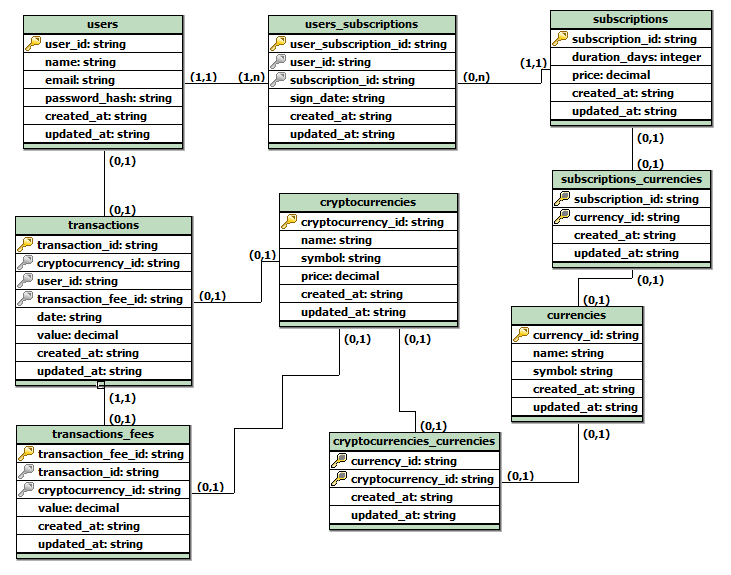 users
user_id: string
name: string
email: string
password_hash: string
created_at: string
updated_at: string
(1,1)
(1,n)
users_subscriptions
user_subscription_id: string
user_id: string
subscription_id: string
sign_date: string
created_at: string
updated_at: string
(0,n)
(1,1)
subscriptions
subscription_id: string
duration_days: integer
price: decimal
created_at: string
updated_at: string
(0,1)
(0,1)
subscriptions_currencies
subscription_id: string
currency_id: string
created_at: string
updated_at: string
(0,1)
(0,1)
currencies
currency_id: string
name: string
symbol: string
created_at: string
updated_at: string
(0,1)
(0,1)
(0,1)
transactions
transaction_id: string
cryptocurrency_id: string
user_id: string
transaction_fee_id: string
date: string
value: decimal
created_at: string
updated_at: string
(0,1)
(0,1)
cryptocurrencies
cryptocurrency_id: string
name: string
symbol: string
price: decimal
created_at: string
updated_at: string
(0,1)
(0,1)
(1,1)
(0,1)
transactions_fees
transaction_fee_id: string
transaction_id: string
cryptocurrency_id: string
value: decimal
created_at: string
updated_at: string
(0,1)
(0,1)
cryptocurrencies_currencies
currency_id: string
cryptocurrency_id: string
created_at: string
updated_at: string
(0,1)